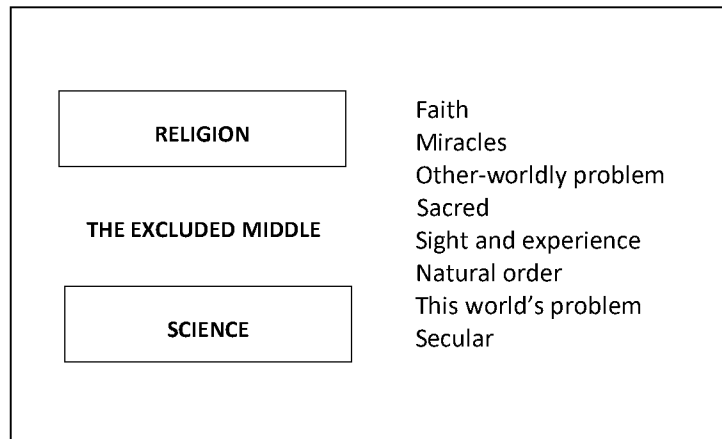 RELIGION
THE EXCLUDED MIDDLE
SCIENCE
Faith
Miracles
Other-worldly problem
Sacred
Sight and experience
Natural order
This world’s problem
Secular